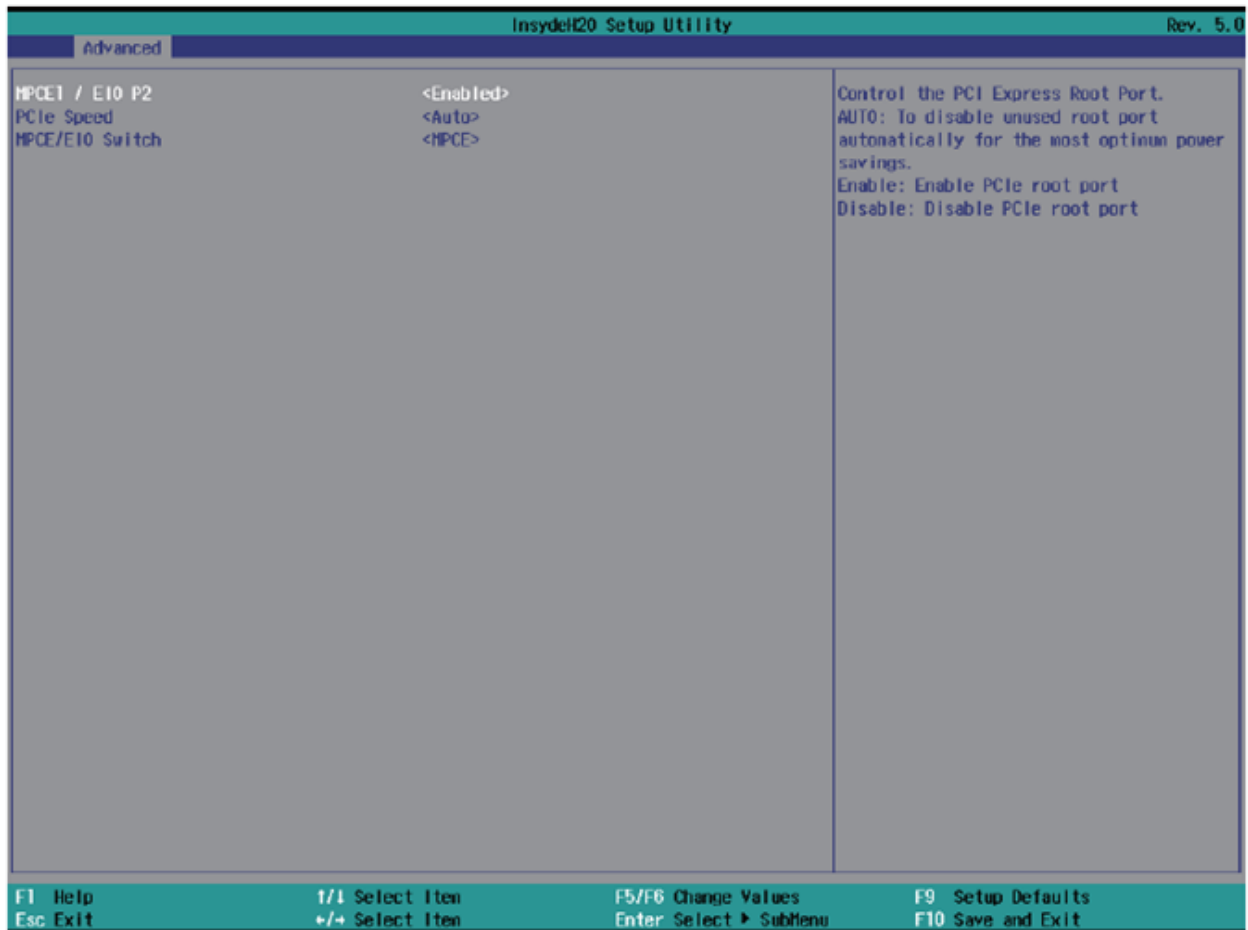 InsydeH20 Setup Utility Rev. 5.0
Advanced
MPCE1 / EIO P2 <Enabled>
PCIe Speed <Auto>
MPCE/EIO Switch <MPCE>
Control the PCI Express Root Port.
AUTO: To disable unused root port
automatically for the most optimum power
savings.
Enable: Enable PCIe root port
Disable: Disable PCIe root port
F1 Help ↑/↓ Select Item F5/F6 Change Values F9 Setup Defaults
Esc Exit ←/→ Select Item Enter Select ▶ SubMenu F10 Save and Exit